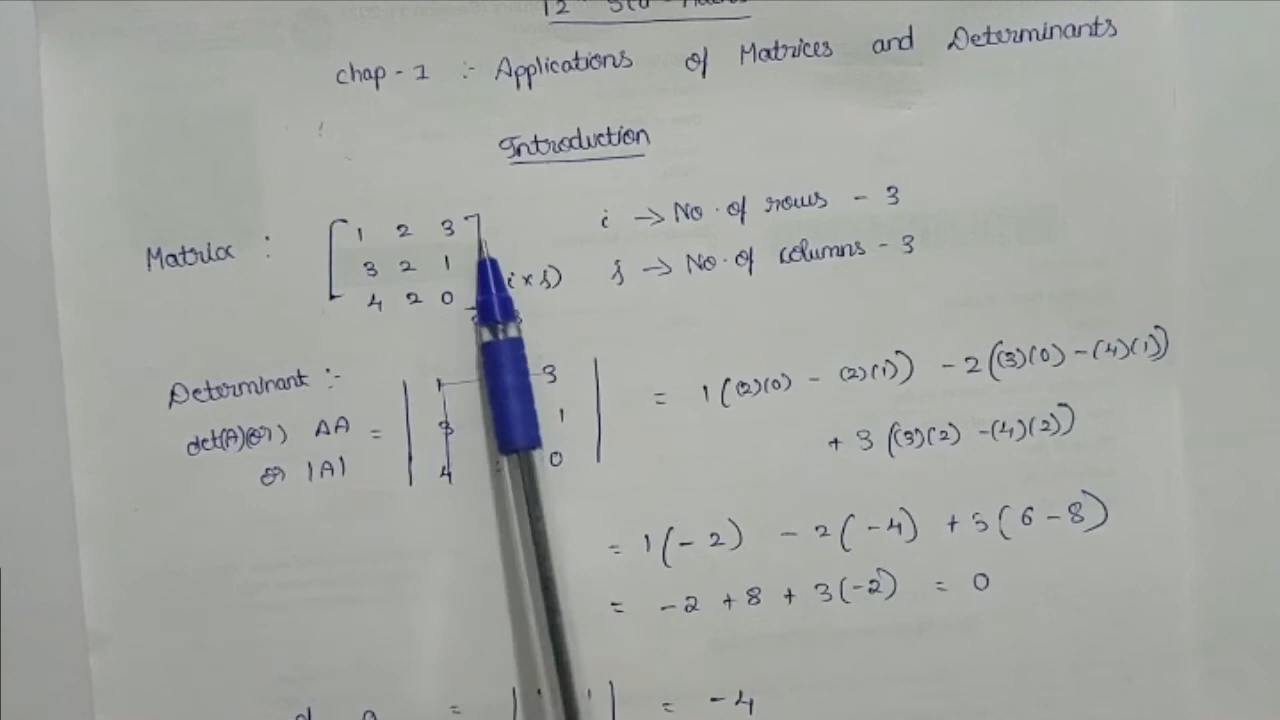 12 Std
chap - 1 :- Applications of Matrices and Determinants
Introduction
Matrix : [ 1 2 3 ]   i → No. of rows - 3
3 2 1   i × j)   j → No. of columns - 3
4 2 0
Determinant :-   | 1 3 |   = 1((2)(0) - (2)(1)) - 2((3)(0) - (4)(1))
det(A) (or) ΔA =   3 1   + 3((3)(2) - (4)(2))
or |A|   4 0
= 1(-2) - 2(-4) + 3(6 - 8)
= -2 + 8 + 3(-2) = 0
= | | = -4